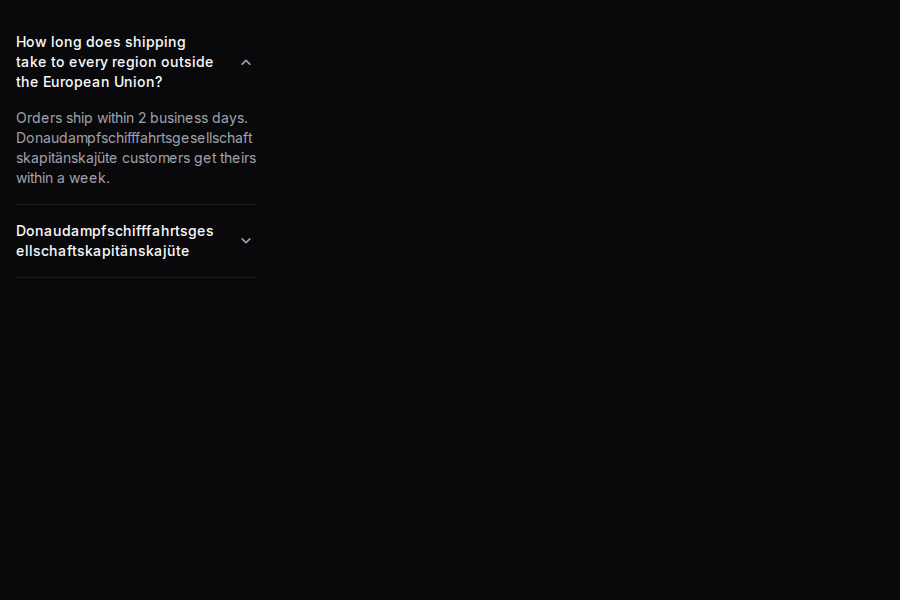 How long does shipping
take to every region outside
the European Union?
Orders ship within 2 business days.
Donaudampfschifffahrtsgesellschaft
skapitänskajüte customers get theirs
within a week.
Donaudampfschifffahrtsges
ellschaftskapitänskajüte